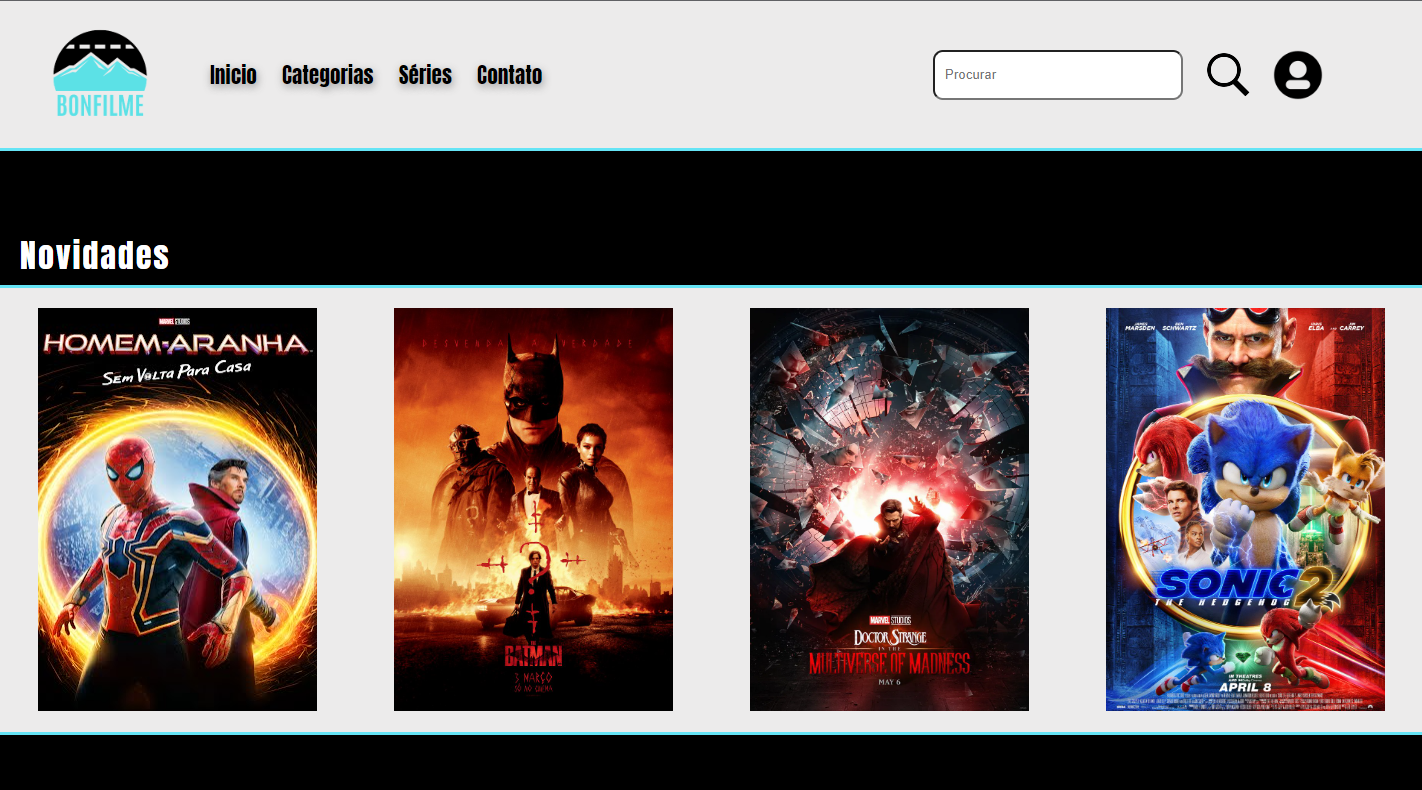 BONFILME
Inicio Categorias Séries Contato
Procurar
Novidades
MARVEL STUDIOS
HOMEM-ARANHA
SEM VOLTA PARA CASA
DESVENDA A VERDADE
THE
BATMAN
3 MARÇO
SÓ NO CINEMA
MARVEL STUDIOS
DOCTOR STRANGE
IN THE
MULTIVERSE OF MADNESS
MAY 6
JAMES MARSDEN BEN SCHWARTZ IDRIS ELBA AND JIM CARREY
SONIC 2
THE HEDGEHOG
IN THEATRES
APRIL 8